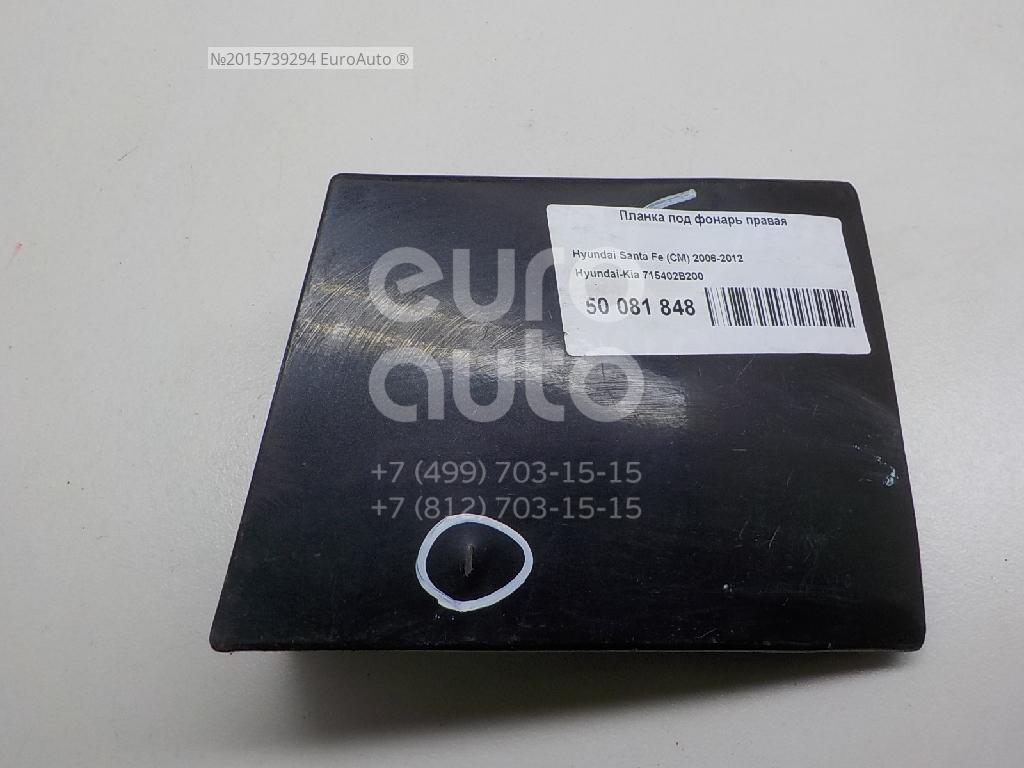 №2015739294 EuroAuto ®
Планка под фонарь правая
Hyundai Santa Fe (CM) 2006-2012
Hyundai-Kia 715402B200
50 081 848
euro
auto
+7 (499) 703-15-15
+7 (812) 703-15-15